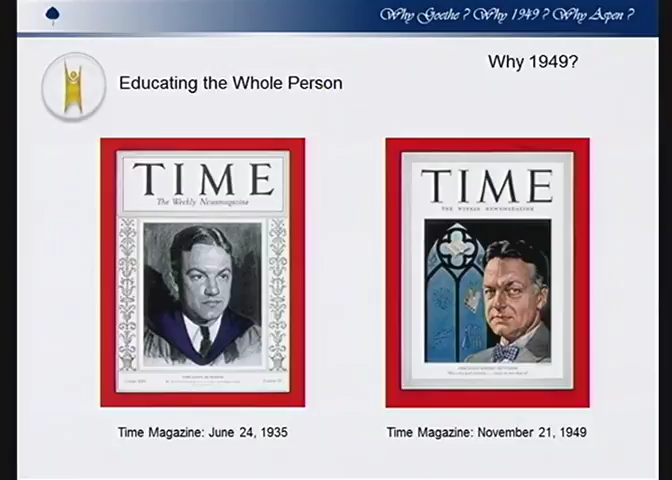 Why Goethe? Why 1949? Why Aspen?
Why 1949?
Educating the Whole Person
TIME
The Weekly Newsmagazine
TIME
THE WEEKLY NEWSMAGAZINE
Time Magazine: June 24, 1935
Time Magazine: November 21, 1949